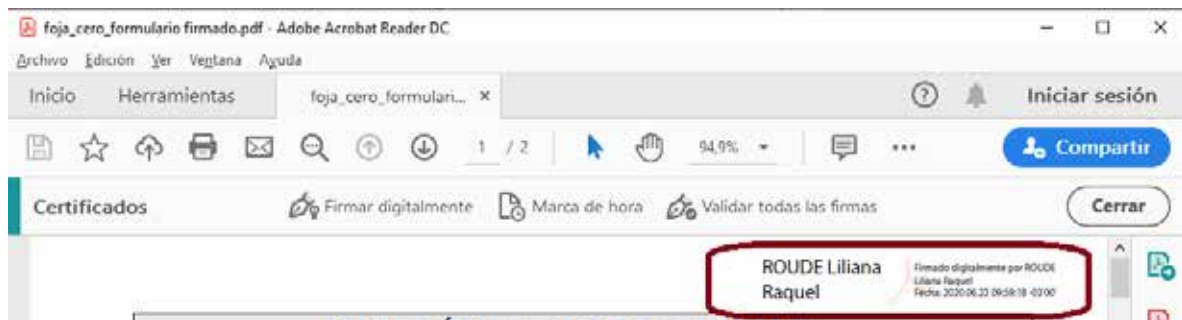 foja_cero_formulario firmado.pdf - Adobe Acrobat Reader DC
Archivo Edición Ver Ventana Ayuda
Inicio Herramientas foja_cero_formulari... × Iniciar sesión
1 / 2 94,9% Compartir
Certificados Firmar digitalmente Marca de hora Validar todas las firmas Cerrar
ROUDE Liliana
Raquel
Firmado digitalmente por ROUDE
Liliana Raquel
Fecha: 2020.06.23 09:59:18 -03'00'